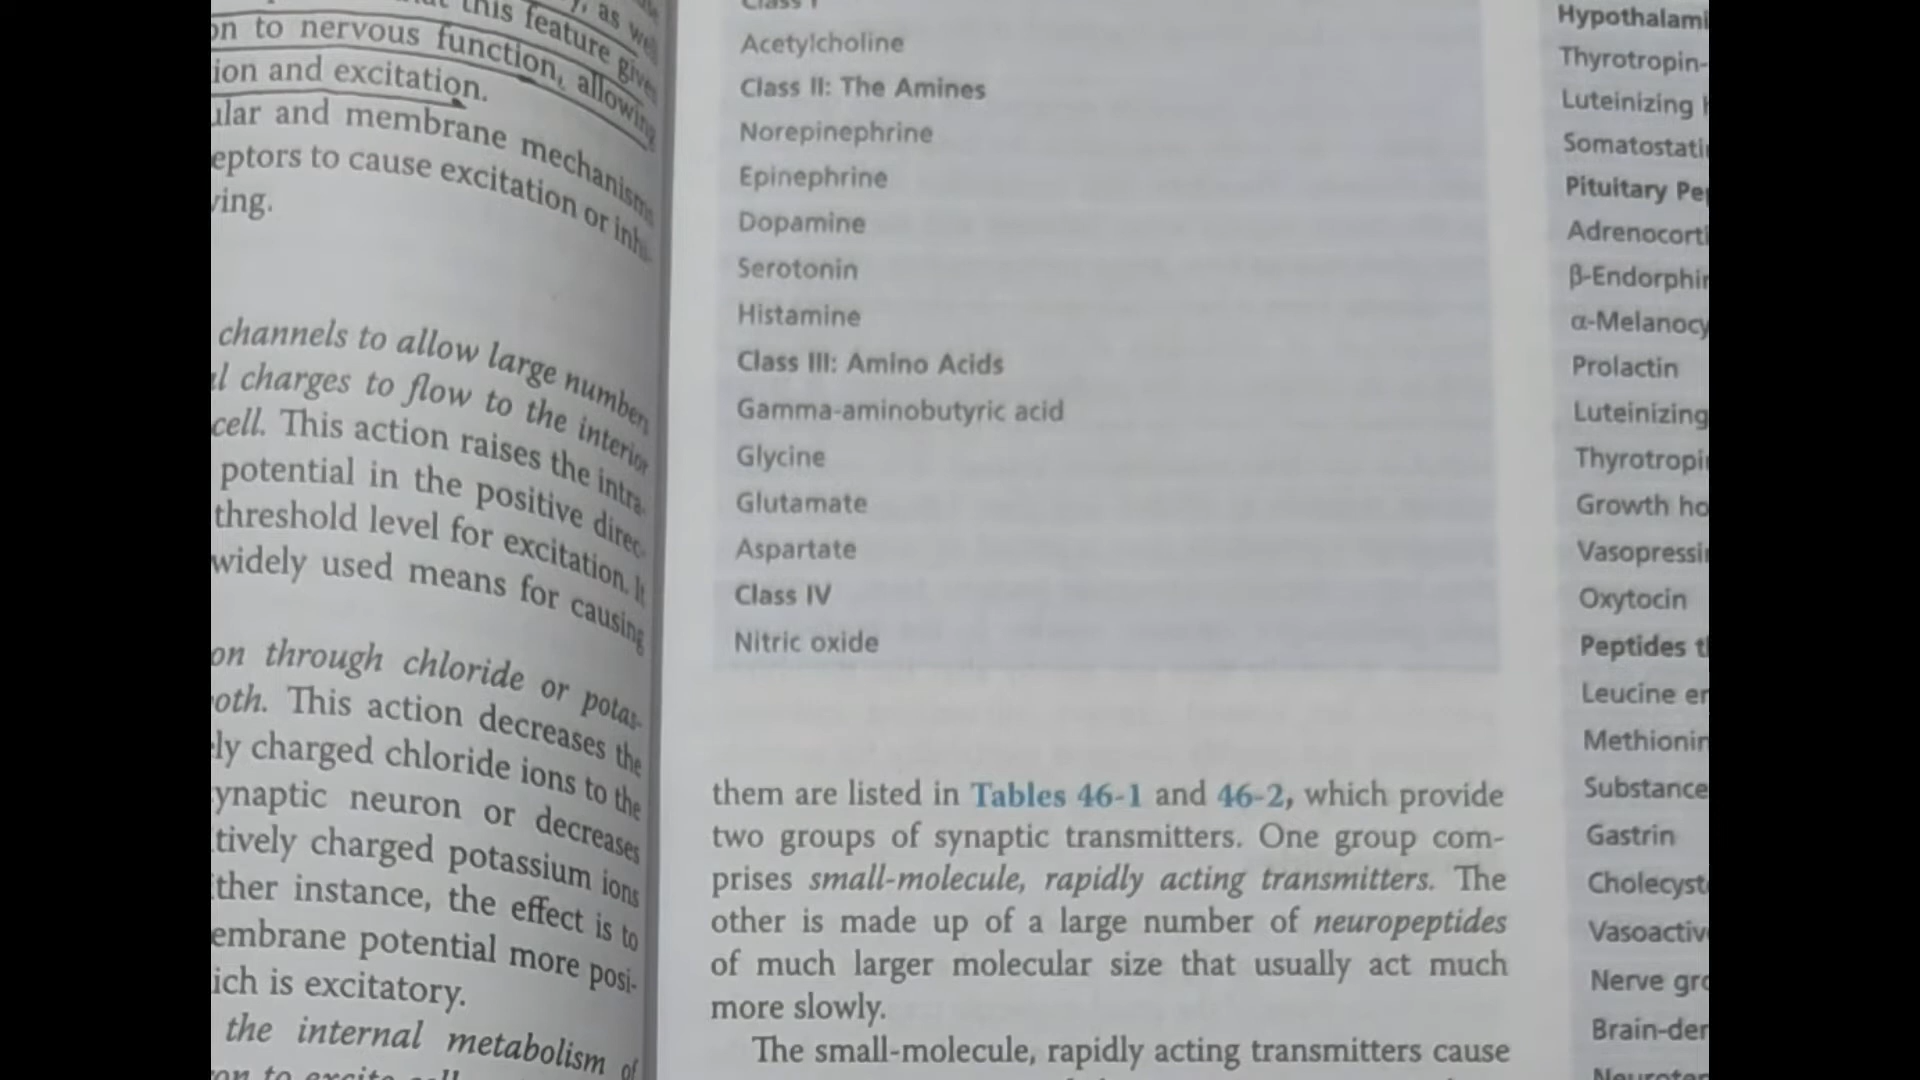 this feature gives
on to nervous function, allowing
ion and excitation.
ular and membrane mechanisms
eptors to cause excitation or inhi-
ving.
channels to allow large numbers
al charges to flow to the interior
cell. This action raises the intra-
potential in the positive direc-
threshold level for excitation. It
widely used means for causing
on through chloride or potas-
oth. This action decreases the
ly charged chloride ions to the
ynaptic neuron or decreases
tively charged potassium ions
ther instance, the effect is to
embrane potential more posi-
ich is excitatory.
the internal metabolism of
Class I
Acetylcholine
Class II: The Amines
Norepinephrine
Epinephrine
Dopamine
Serotonin
Histamine
Class III: Amino Acids
Gamma-aminobutyric acid
Glycine
Glutamate
Aspartate
Class IV
Nitric oxide
them are listed in Tables 46-1 and 46-2, which provide
two groups of synaptic transmitters. One group com-
prises small-molecule, rapidly acting transmitters. The
other is made up of a large number of neuropeptides
of much larger molecular size that usually act much
more slowly.
The small-molecule, rapidly acting transmitters cause
Hypothalami
Thyrotropin-
Luteinizing
Somatostati
Pituitary Pe
Adrenocorti
β-Endorphin
α-Melanocy
Prolactin
Luteinizing
Thyrotropi
Growth ho
Vasopressi
Oxytocin
Peptides t
Leucine e
Methionin
Substance
Gastrin
Cholecyst
Vasoactiv
Nerve gro
Brain-der